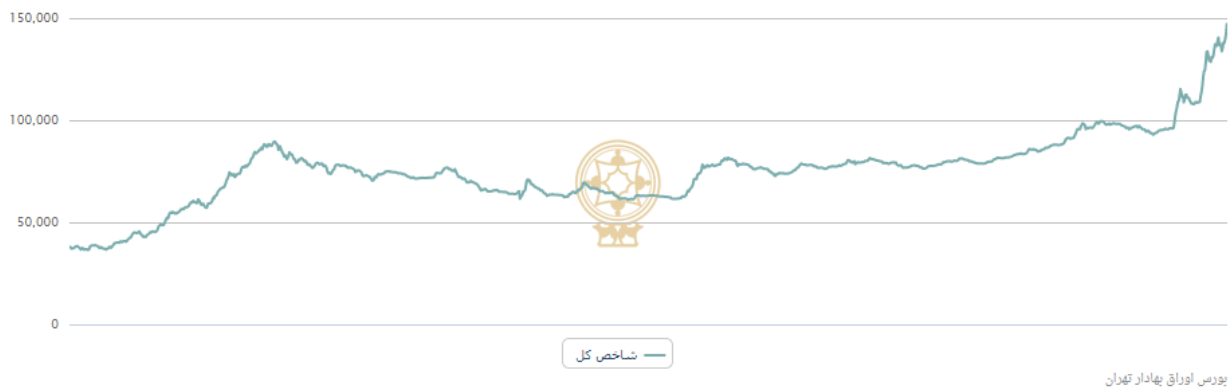 150,000
100,000
50,000
0
شاخص کل
بورس اوراق بهادار تهران